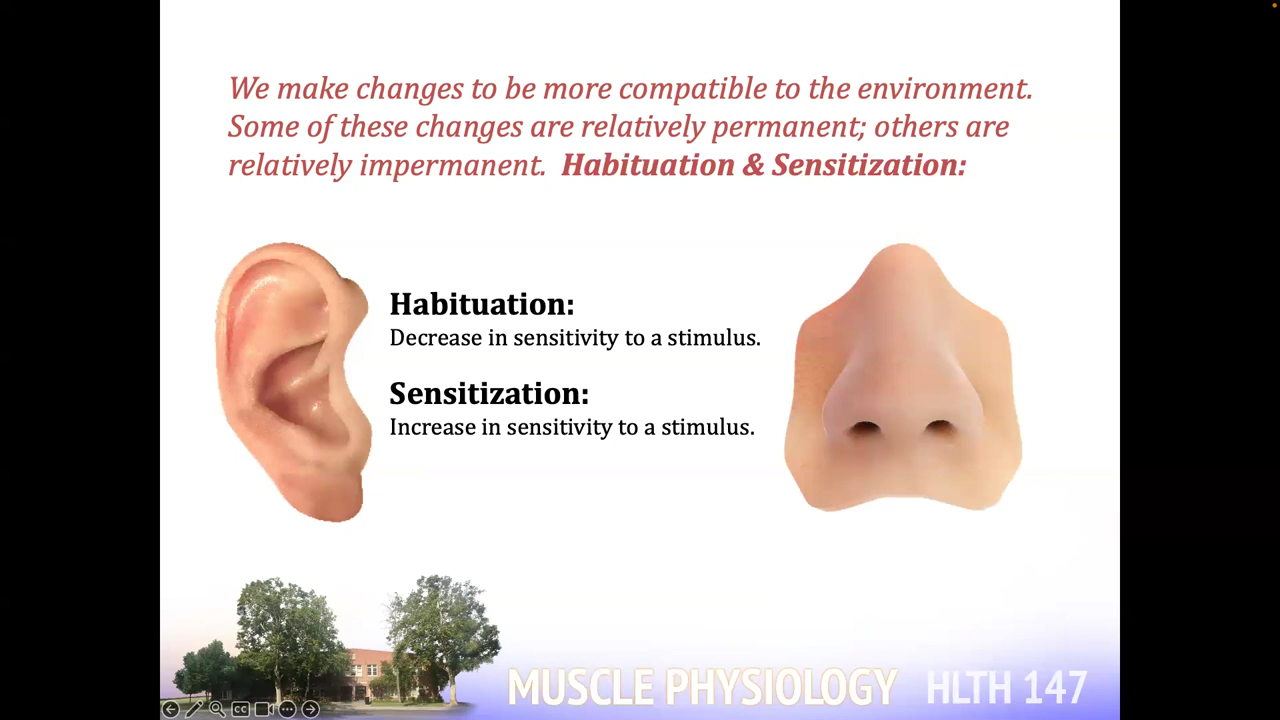 We make changes to be more compatible to the environment.
Some of these changes are relatively permanent; others are
relatively impermanent. Habituation & Sensitization:
Habituation:
Decrease in sensitivity to a stimulus.
Sensitization:
Increase in sensitivity to a stimulus.
MUSCLE PHYSIOLOGY HLTH 147
CC